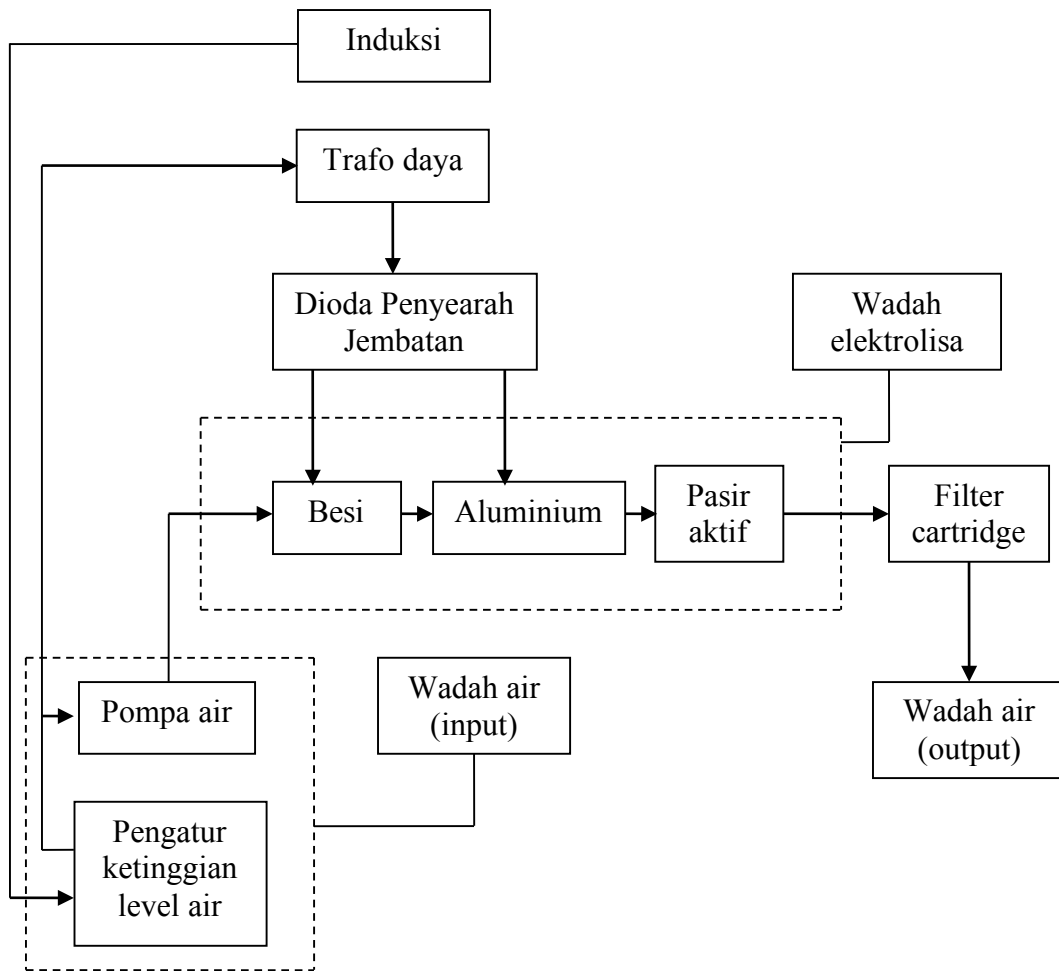 Induksi
Trafo daya
Dioda Penyearah
Jembatan
Wadah
elektrolisa
Besi
Aluminium
Pasir
aktif
Filter
cartridge
Pompa air
Wadah air
(input)
Wadah air
(output)
Pengatur
ketinggian
level air